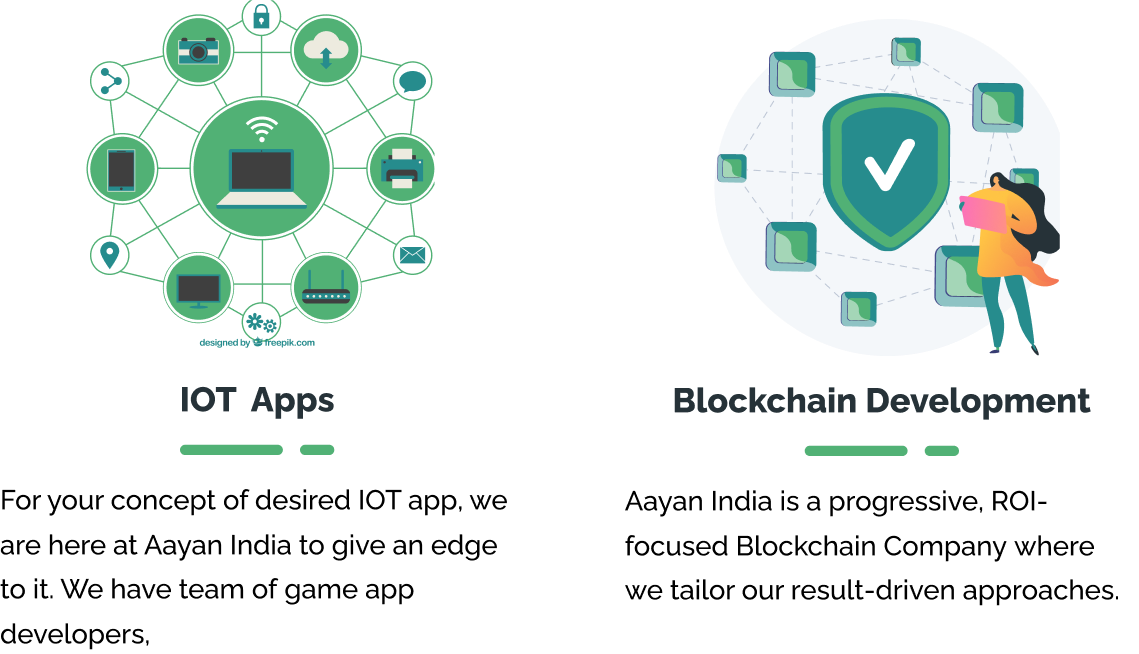 designed by freepik.com
IOT Apps
For your concept of desired IOT app, we
are here at Aayan India to give an edge
to it. We have team of game app
developers,
Blockchain Development
Aayan India is a progressive, ROI-
focused Blockchain Company where
we tailor our result-driven approaches.